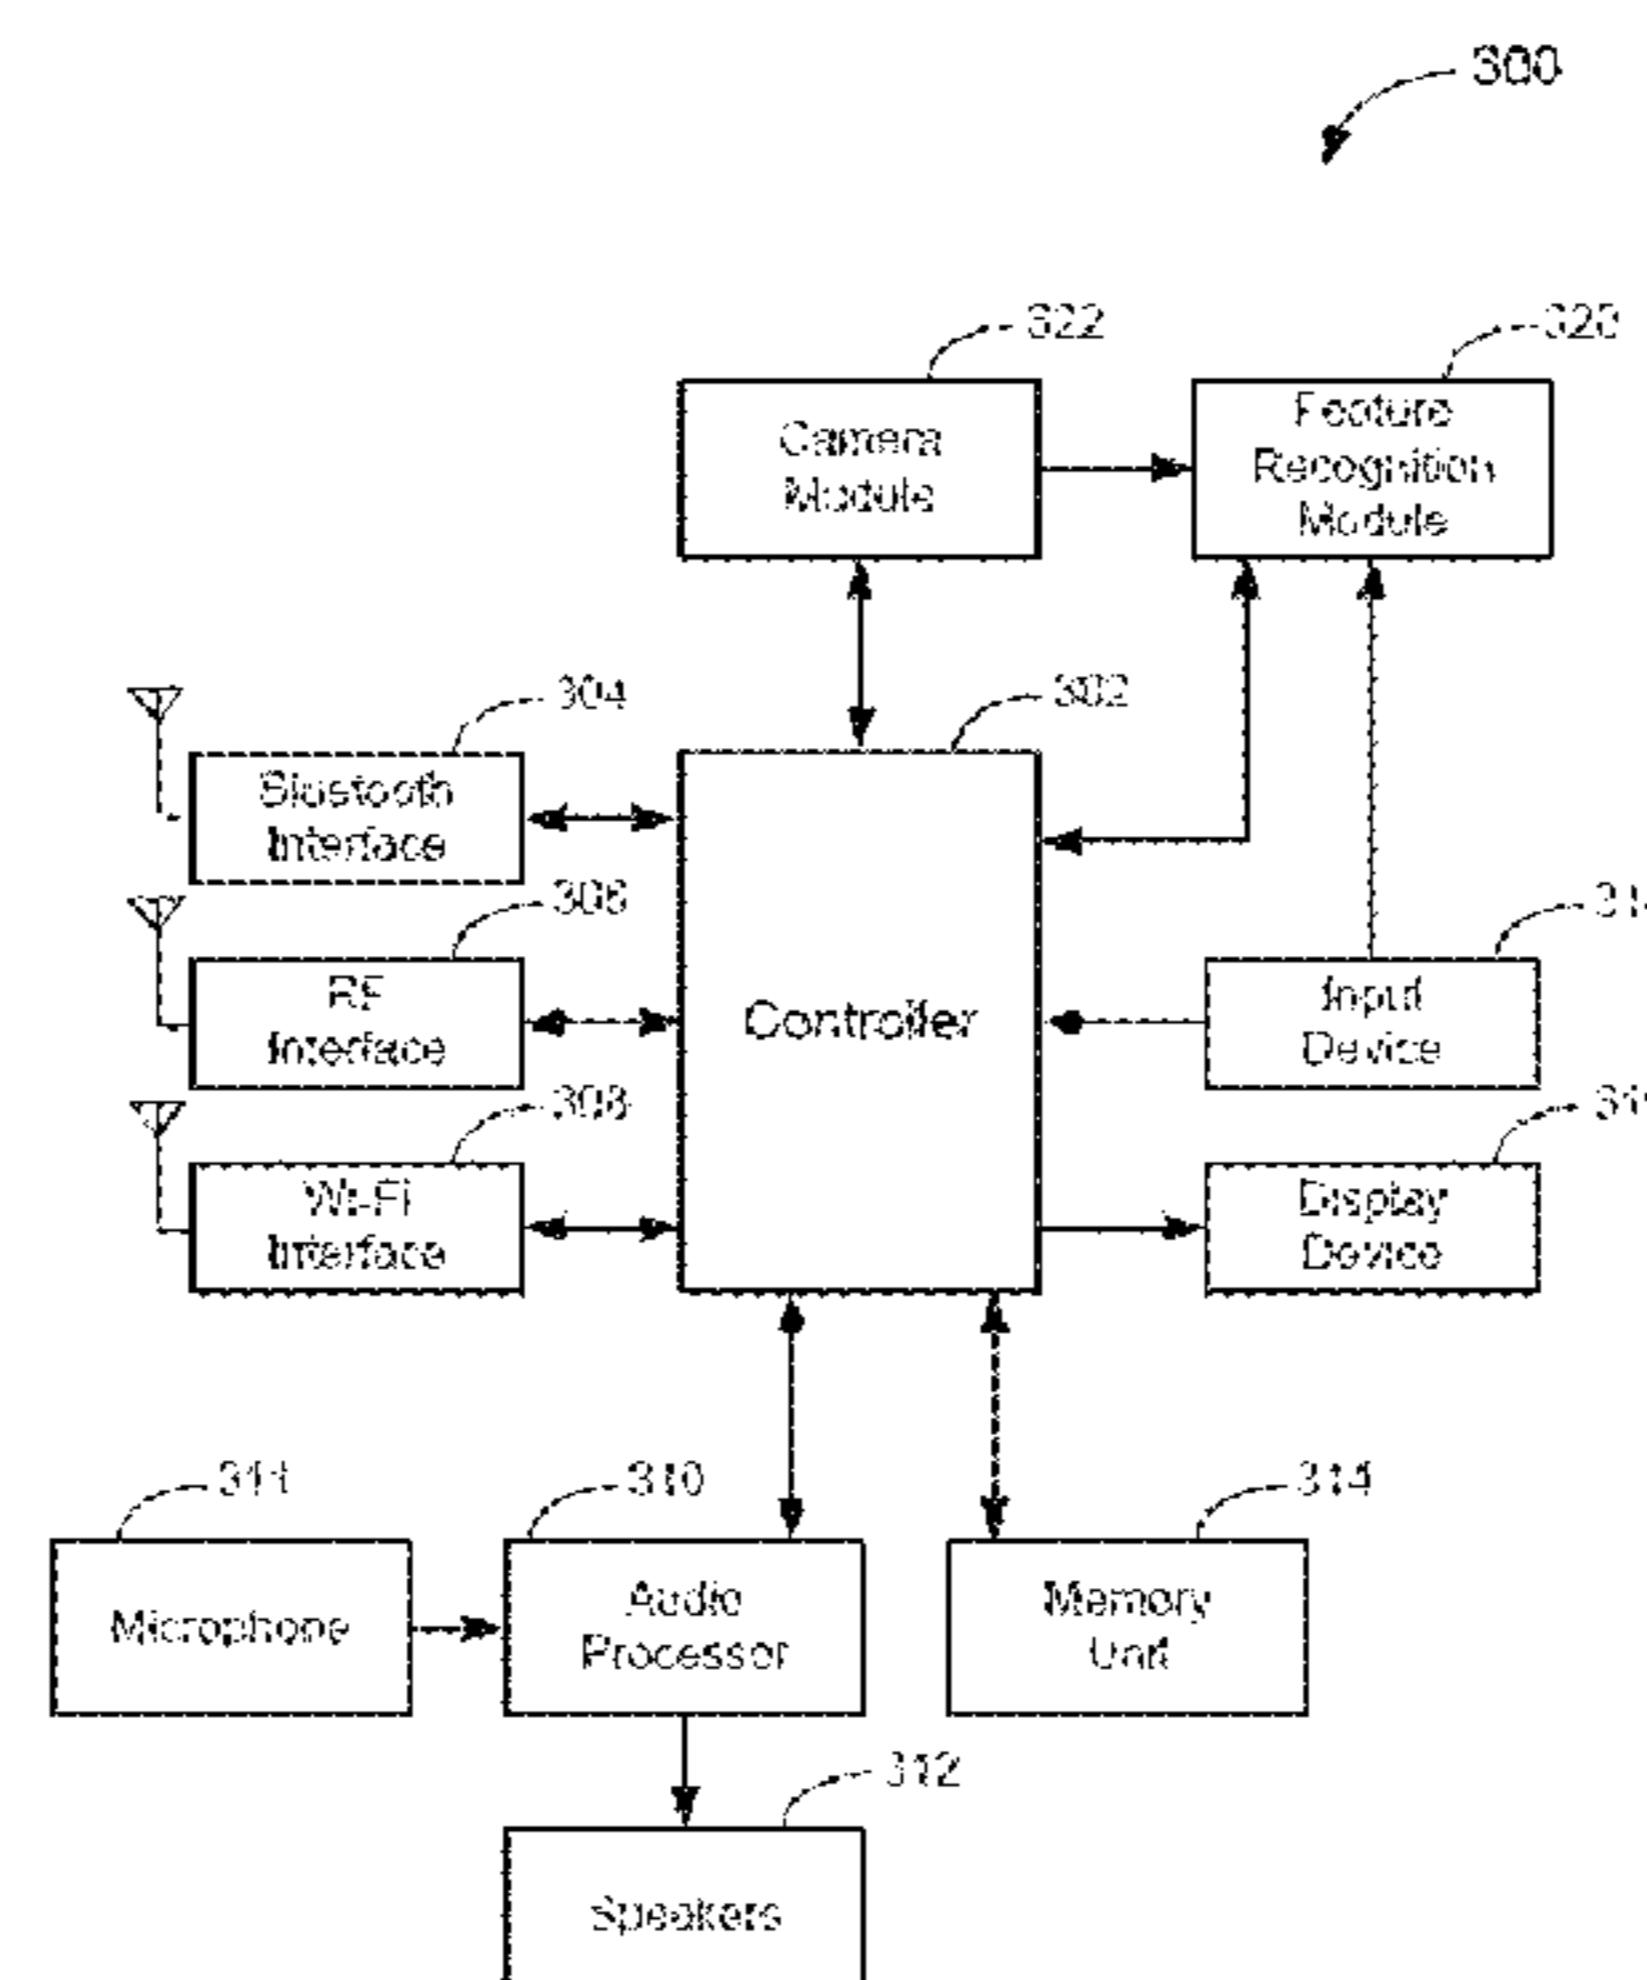 300
322
Camera
Module
Feature
Recognition
Module
304
302
Bluetooth
Interface
306
RF
Interface
Controller
Input
Device
308
Wi-Fi
Interface
Display
Device
311
310
314
Microphone
Audio
Processor
Memory
Unit
312
Speakers